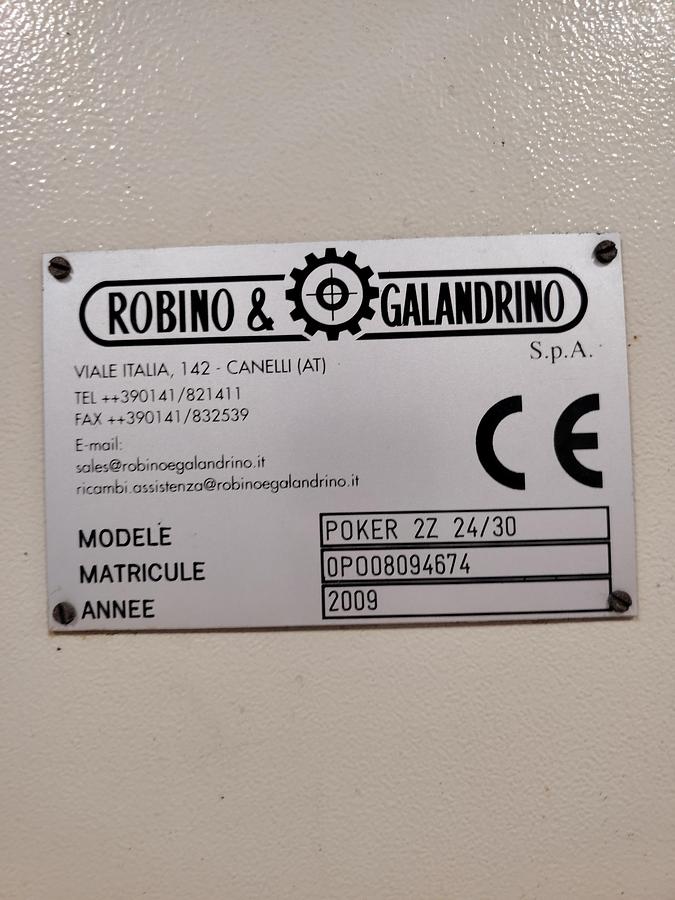 ROBINO & GALANDRINO
S.p.A.
VIALE ITALIA, 142 - CANELLI (AT)
TEL ++390141/821411
FAX ++390141/832539
E-mail:
sales@robinoegalandrino.it
ricambi.assistenza@robinoegalandrino.it
CE
MODELE POKER 2Z 24/30
MATRICULE OPO08094674
ANNEE 2009